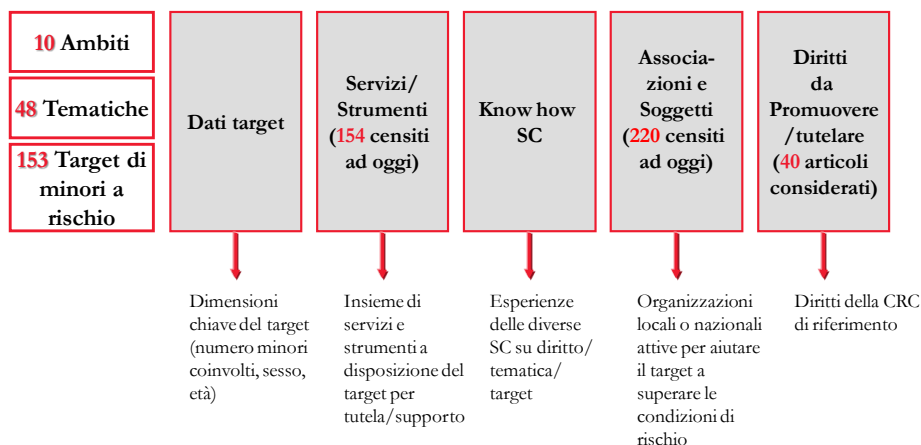 10 Ambiti
48 Tematiche
153 Target di
minori a
rischio
Dati target
Servizi/
Strumenti
(154 censiti
ad oggi)
Know how
SC
Associa-
zioni e
Soggetti
(220 censiti
ad oggi)
Diritti
da
Promuovere
/tutelare
(40 articoli
considerati)
Dimensioni
chiave del target
(numero minori
coinvolti, sesso,
età)
Insieme di
servizi e
strumenti a
disposizione del
target per
tutela/supporto
Esperienze
delle diverse
SC su diritto/
tematica/
target
Organizzazioni
locali o nazionali
attive per aiutare
il target a
superare le
condizioni di
rischio
Diritti della CRC
di riferimento